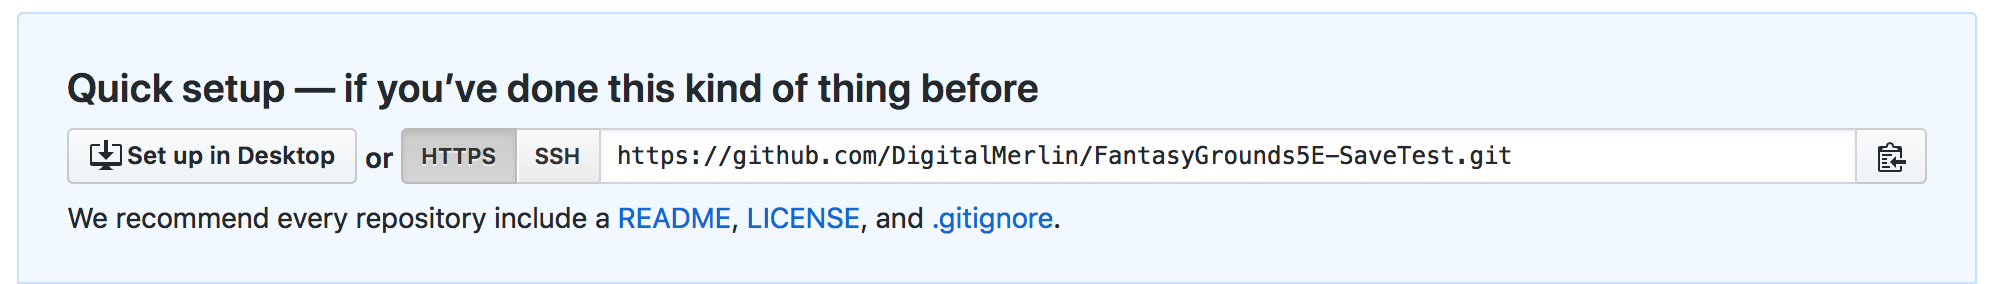 Quick setup — if you’ve done this kind of thing before
Set up in Desktop or HTTPS SSH https://github.com/DigitalMerlin/FantasyGrounds5E-SaveTest.git
We recommend every repository include a README, LICENSE, and .gitignore.